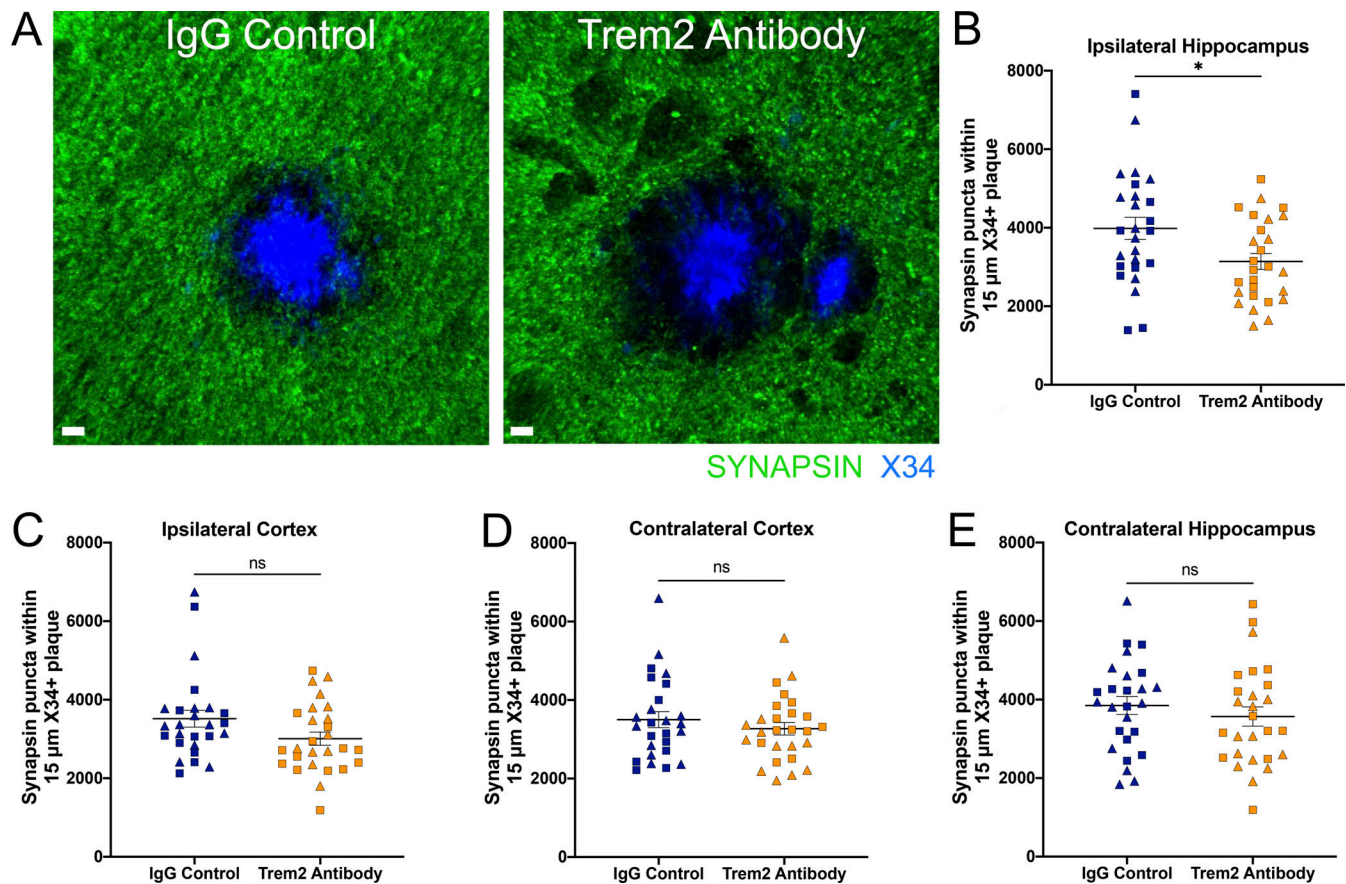 A
IgG Control
Trem2 Antibody
SYNAPSIN X34
B
Ipsilateral Hippocampus
*
Synapsin puncta within
15 µm X34+ plaque
8000
6000
4000
2000
0
IgG Control
Trem2 Antibody
C
Ipsilateral Cortex
ns
Synapsin puncta within
15 µm X34+ plaque
8000
6000
4000
2000
0
IgG Control
Trem2 Antibody
D
Contralateral Cortex
ns
Synapsin puncta within
15 µm X34+ plaque
8000
6000
4000
2000
0
IgG Control
Trem2 Antibody
E
Contralateral Hippocampus
ns
Synapsin puncta within
15 µm X34+ plaque
8000
6000
4000
2000
0
IgG Control
Trem2 Antibody